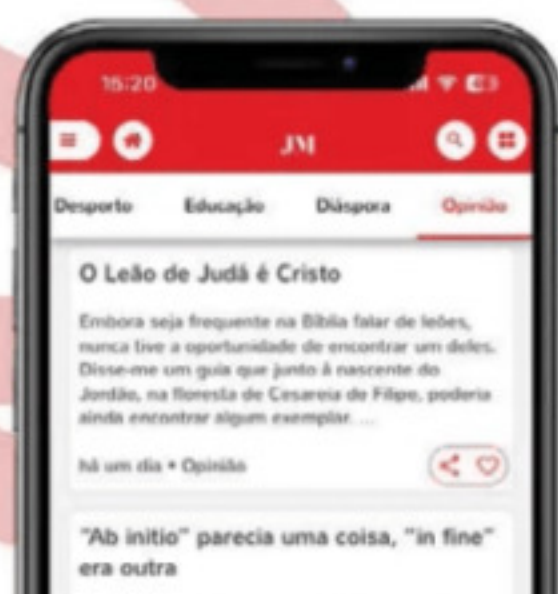 15:20
JM
Desporto Educação Diáspora Opinião
O Leão de Judá é Cristo
Embora seja frequente na Bíblia falar de leões,
nunca tive a oportunidade de encontrar um deles.
Disse-me um guia que junto à nascente do
Jordão, na floresta de Cesareia de Filipe, poderia
ainda encontrar algum exemplar. ...
há um dia • Opinião
"Ab initio" parecia uma coisa, "in fine"
era outra